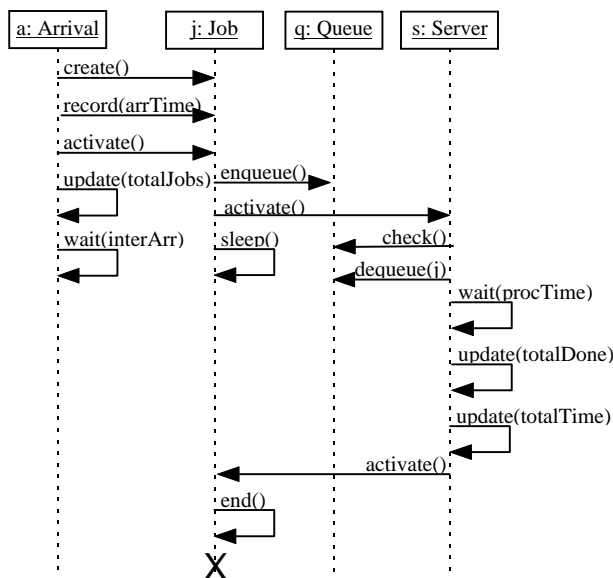 a: Arrival j: Job q: Queue s: Server
create()
record(arrTime)
activate()
update(totalJobs) enqueue()
activate()
wait(interArr) sleep() check()
dequeue(j)
wait(procTime)
update(totalDone)
update(totalTime)
activate()
end()
X